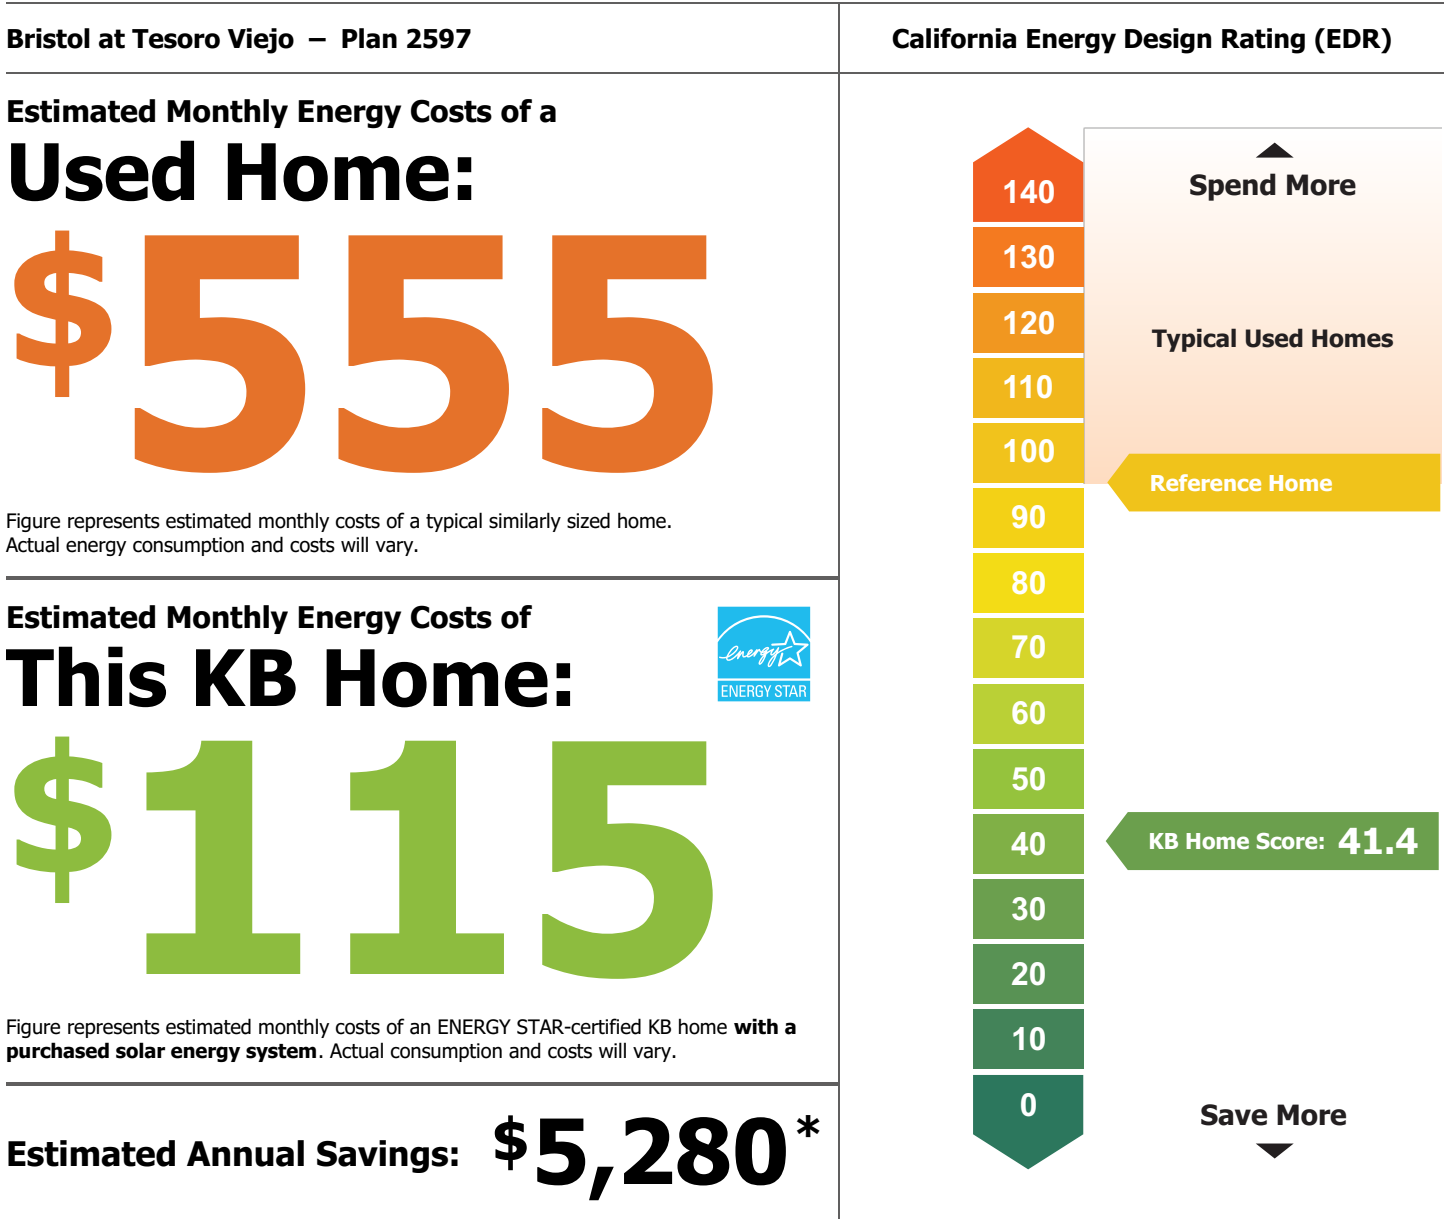 Bristol at Tesoro Viejo – Plan 2597
Estimated Monthly Energy Costs of a
Used Home:
$555
Figure represents estimated monthly costs of a typical similarly sized home.
Actual energy consumption and costs will vary.
Estimated Monthly Energy Costs of
This KB Home:
energy
ENERGY STAR
$115
Figure represents estimated monthly costs of an ENERGY STAR-certified KB home with a
purchased solar energy system. Actual consumption and costs will vary.
Estimated Annual Savings: $5,280*
California Energy Design Rating (EDR)
140
130
120
110
100
90
80
70
60
50
40
30
20
10
0
Spend More
Typical Used Homes
Reference Home
KB Home Score: 41.4
Save More